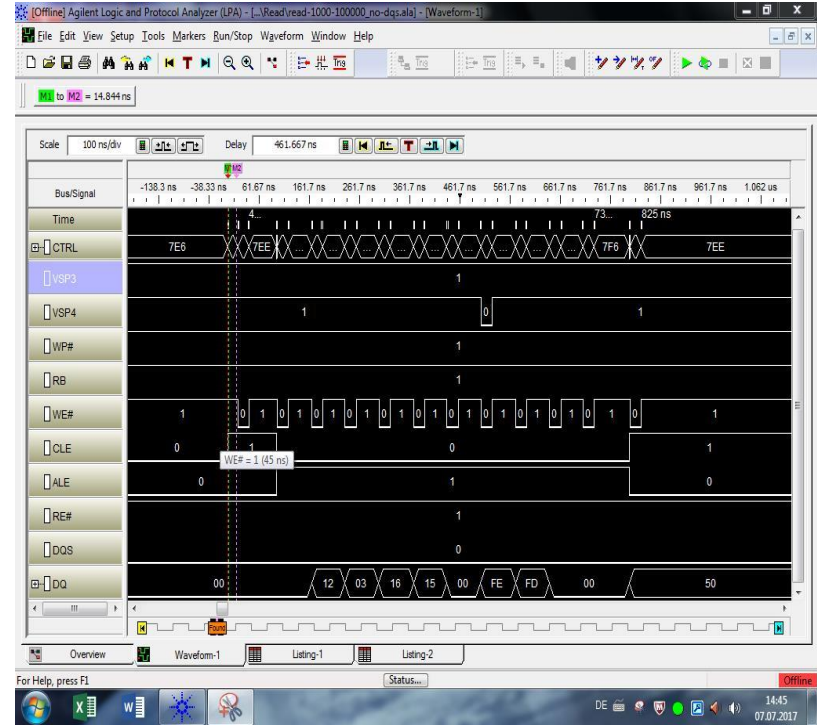 [Offline] Agilent Logic and Protocol Analyzer (LPA) - [...\Read\read-1000-100000_no-dqs.ala] - [Waveform-1]
File Edit View Setup Tools Markers Run/Stop Waveform Window Help
M1 to M2 = 14.844 ns
Scale 100 ns/div Delay 461.667 ns T
M2
Bus/Signal -138.3 ns -38.33 ns 61.67 ns 161.7 ns 261.7 ns 361.7 ns 461.7 ns 561.7 ns 661.7 ns 761.7 ns 861.7 ns 961.7 ns 1.062 us
Time 4... 73... 825 ns
CTRL 7E6 7EE ... ... ... ... ... ... ... ... ... 7F6 7EE
VSP3 1
VSP4 1 0 1
WP# 1
RB 1
WE# 1 0 1 0 1 0 1 0 1 0 1 0 1 0 1 0 1 0 1 0 1 0 1
CLE 0 1 0 1
WE# = 1 (45 ns)
ALE 0 1 0
RE# 1
DQS 0
DQ 00 12 03 16 15 00 FE FD 00 50
Found
Overview Waveform-1 Listing-1 Listing-2
For Help, press F1 Status... Offline
DE 14:45
07.07.2017